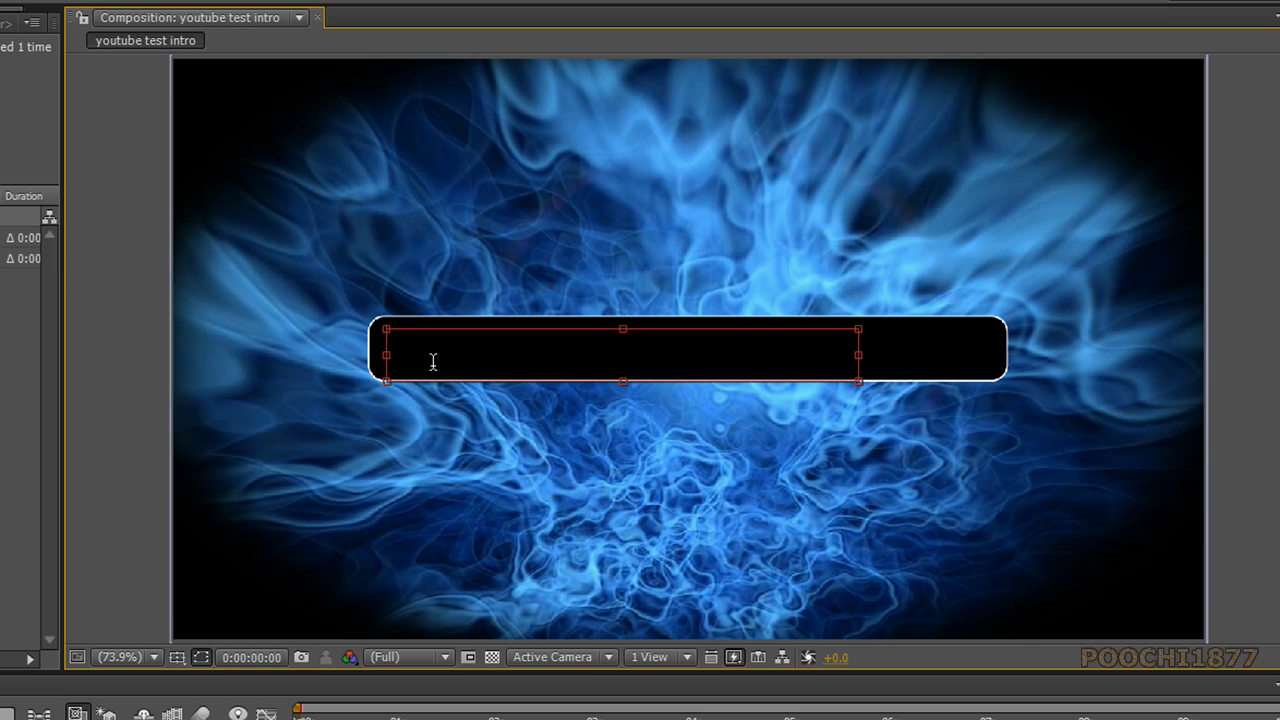 Composition: youtube test intro
youtube test intro
ed 1 time
Duration
Δ 0:00
Δ 0:00
(73.9%) 0:00:00:00 (Full) Active Camera 1 View +0.0
POOCHI1877